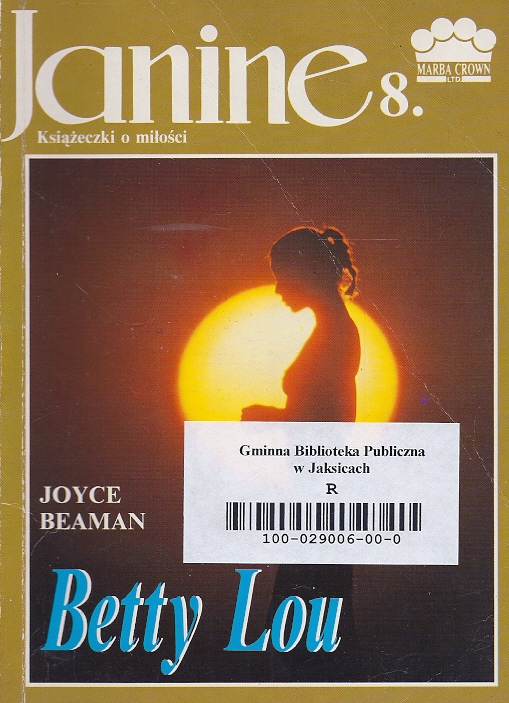 Janine 8.
MARBA CROWN
LTD
Książeczki o miłości
Gminna Biblioteka Publiczna
w Jaksicach
R
100-029006-00-0
JOYCE
BEAMAN
Betty Lou